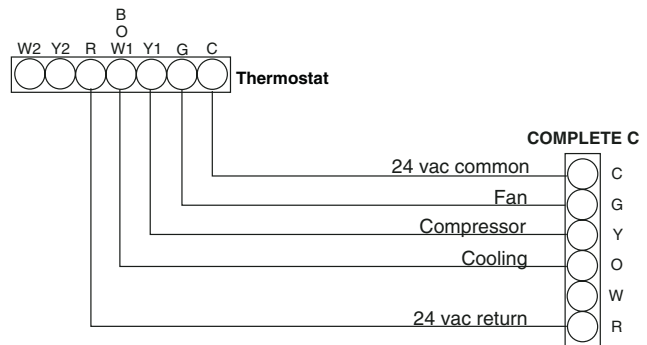 B
O
W2 Y2 R W1 Y1 G C
Thermostat
COMPLETE C
24 vac common C
Fan G
Compressor Y
Cooling O
W
24 vac return R